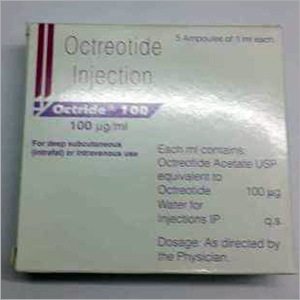 Octreotide
Injection
5 Ampoules of 1 ml each
Octride® 100
100 µg/ml
For deep subcutaneous
(intrafat) or intravenous use
Each ml contains:
Octreotide Acetate USP
equivalent to
Octreotide 100 µg
Water for
Injections IP q.s.
Dosage: As directed by
the Physician.